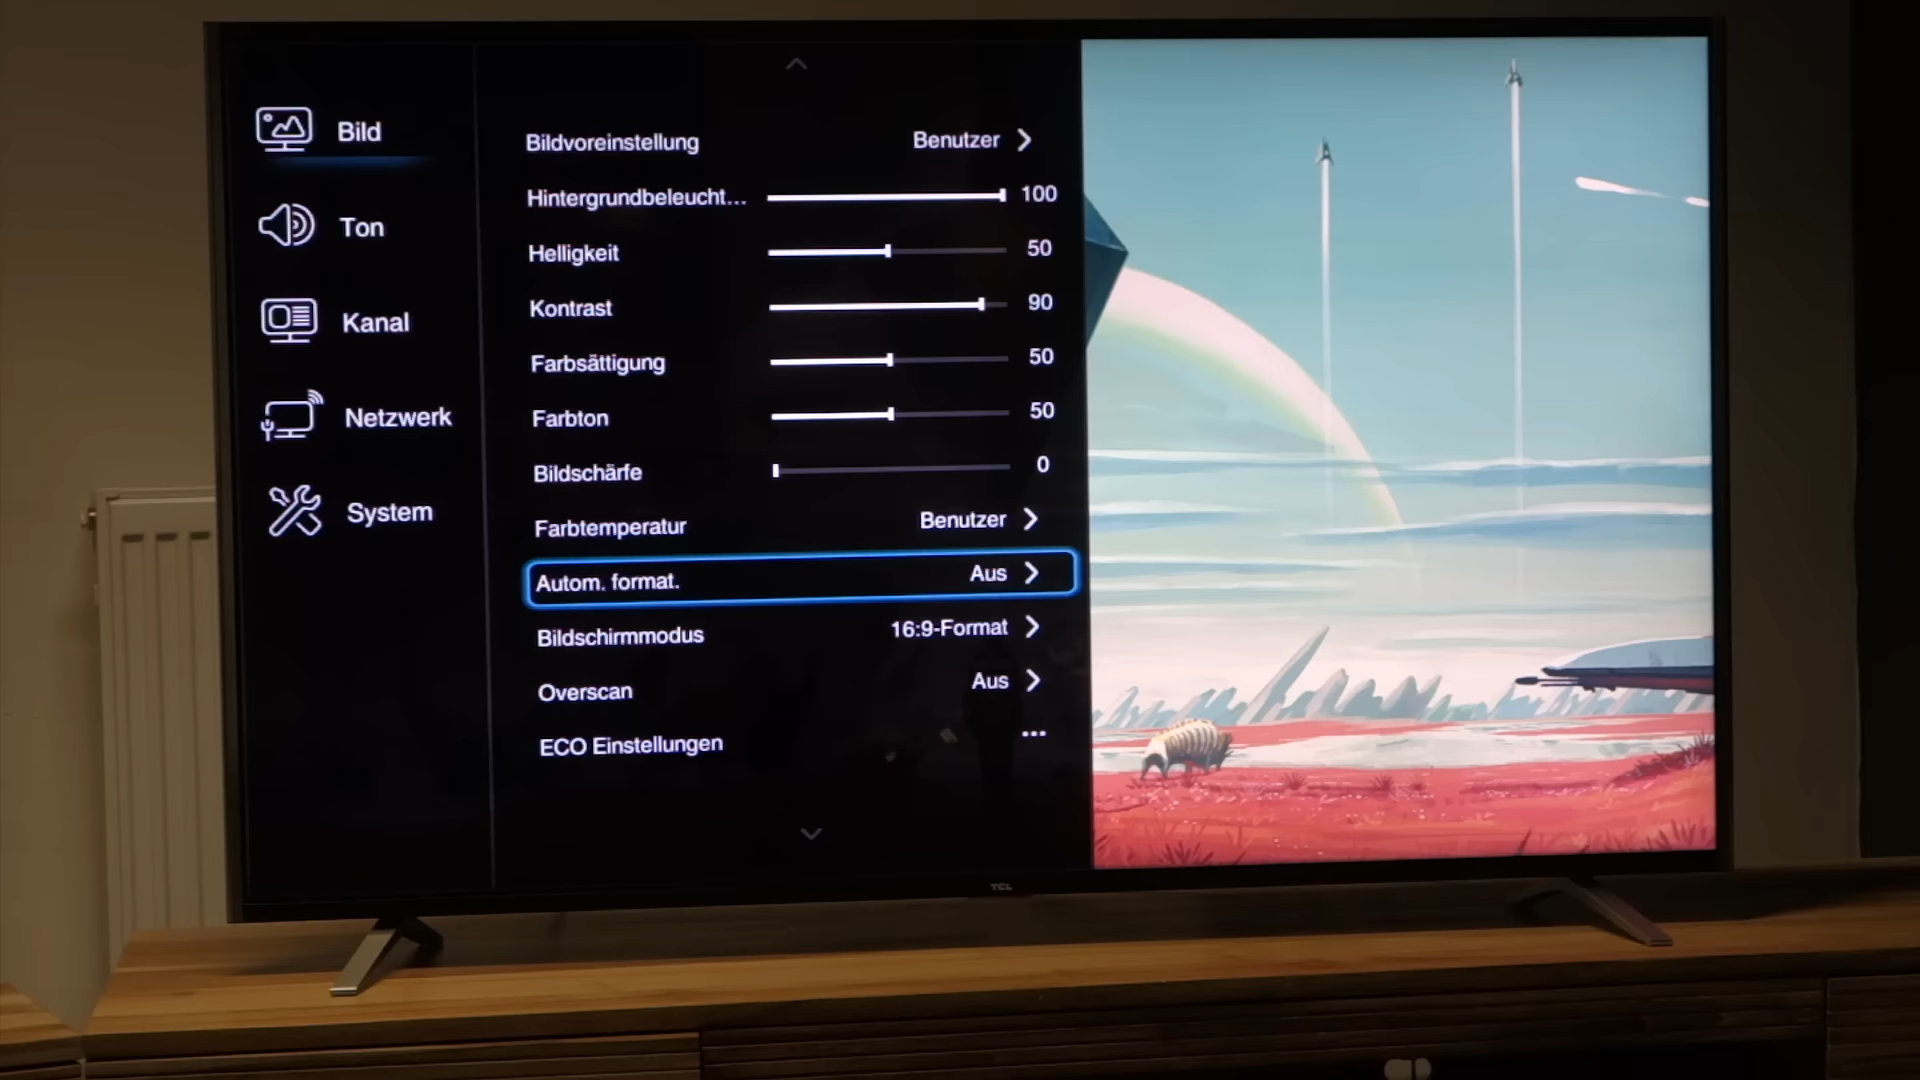 Bild
Ton
Kanal
Netzwerk
System
Bildvoreinstellung Benutzer
Hintergrundbeleucht... 100
Helligkeit 50
Kontrast 90
Farbsättigung 50
Farbton 50
Bildschärfe 0
Farbtemperatur Benutzer
Autom. format. Aus
Bildschirmmodus 16:9-Format
Overscan Aus
ECO Einstellungen ...
TCL